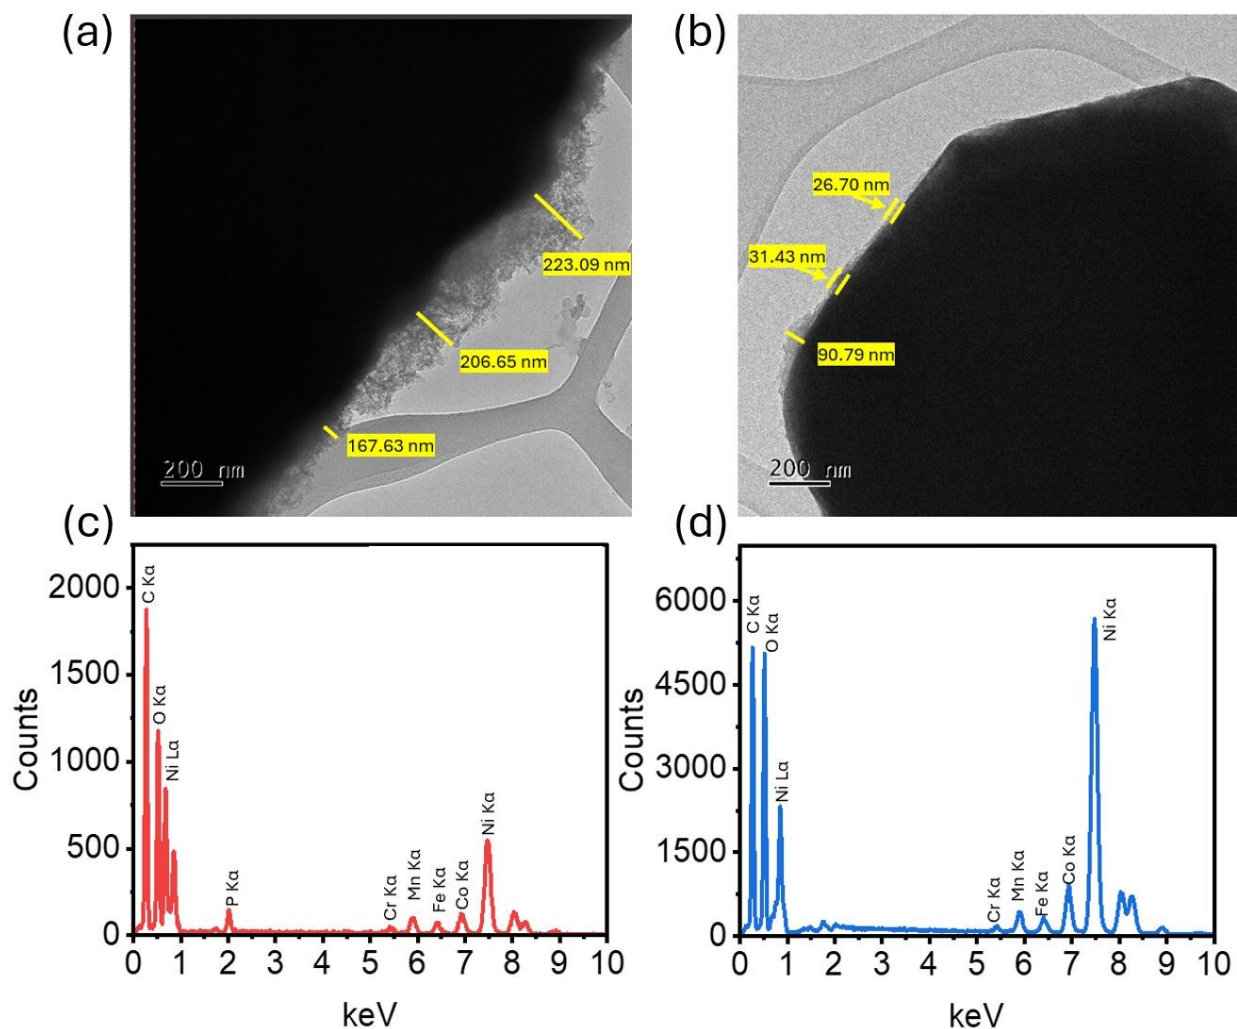 (a)
(b)
223.09 nm
206.65 nm
167.63 nm
200 nm
26.70 nm
31.43 nm
90.79 nm
200 nm
(c)
(d)
2000
1500
1000
500
0
Counts
C Kα
O Kα
Ni Lα
P Kα
Cr Kα
Mn Kα
Fe Kα
Co Kα
Ni Kα
0 1 2 3 4 5 6 7 8 9 10
keV
6000
4500
3000
1500
0
Counts
C Kα
O Kα
Ni Lα
Cr Kα
Mn Kα
Fe Kα
Co Kα
Ni Kα
0 1 2 3 4 5 6 7 8 9 10
keV